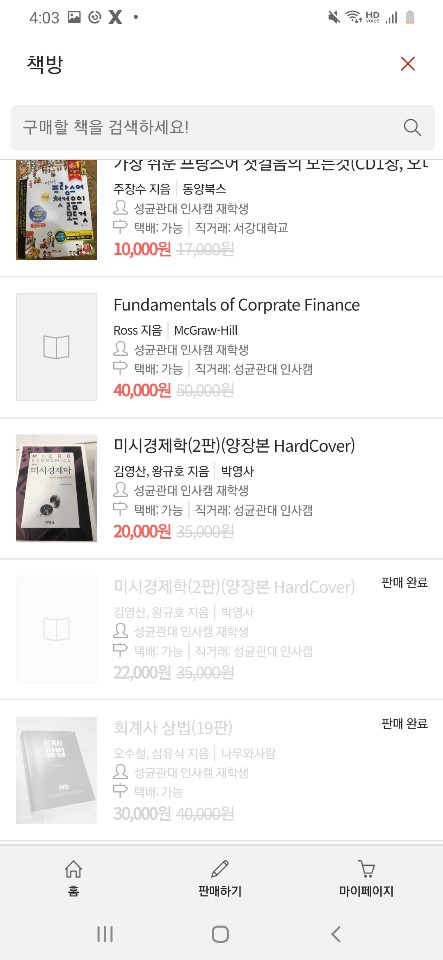 4:03 HD VOICE
책방
구매할 책을 검색하세요!
가장 쉬운 프랑스어 첫걸음의 모든것(CD1장,
주장수 지음 | 동양북스
성균관대 인사캠 재학생
택배: 가능 | 직거래: 서강대학교
10,000원 17,000원
Fundamentals of Corprate Finance
Ross 지음 | McGraw-Hill
성균관대 인사캠 재학생
택배: 가능 | 직거래: 성균관대 인사캠
40,000원 50,000원
미시경제학(2판)(양장본 HardCover)
김영산, 왕규호 지음 | 박영사
성균관대 인사캠 재학생
택배: 가능 | 직거래: 성균관대 인사캠
20,000원 35,000원
미시경제학(2판)(양장본 HardCover) 판매 완료
김영산, 왕규호 지음 | 박영사
성균관대 인사캠 재학생
택배: 가능 | 직거래: 성균관대 인사캠
22,000원 35,000원
회계사 상법(19판) 판매 완료
오수철, 심유식 지음 | 나무와사람
성균관대 인사캠 재학생
택배: 가능
30,000원 40,000원
홈 판매하기 마이페이지